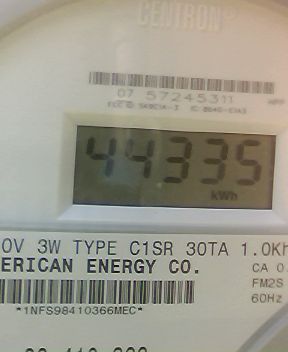 CENTRON®
07 57245311
44335
kWh
0V 3W TYPE C1SR 30TA 1.0Kh
ERICAN ENERGY CO.
CA 0.
FM2S
60Hz
*1NFS98410366MEC*